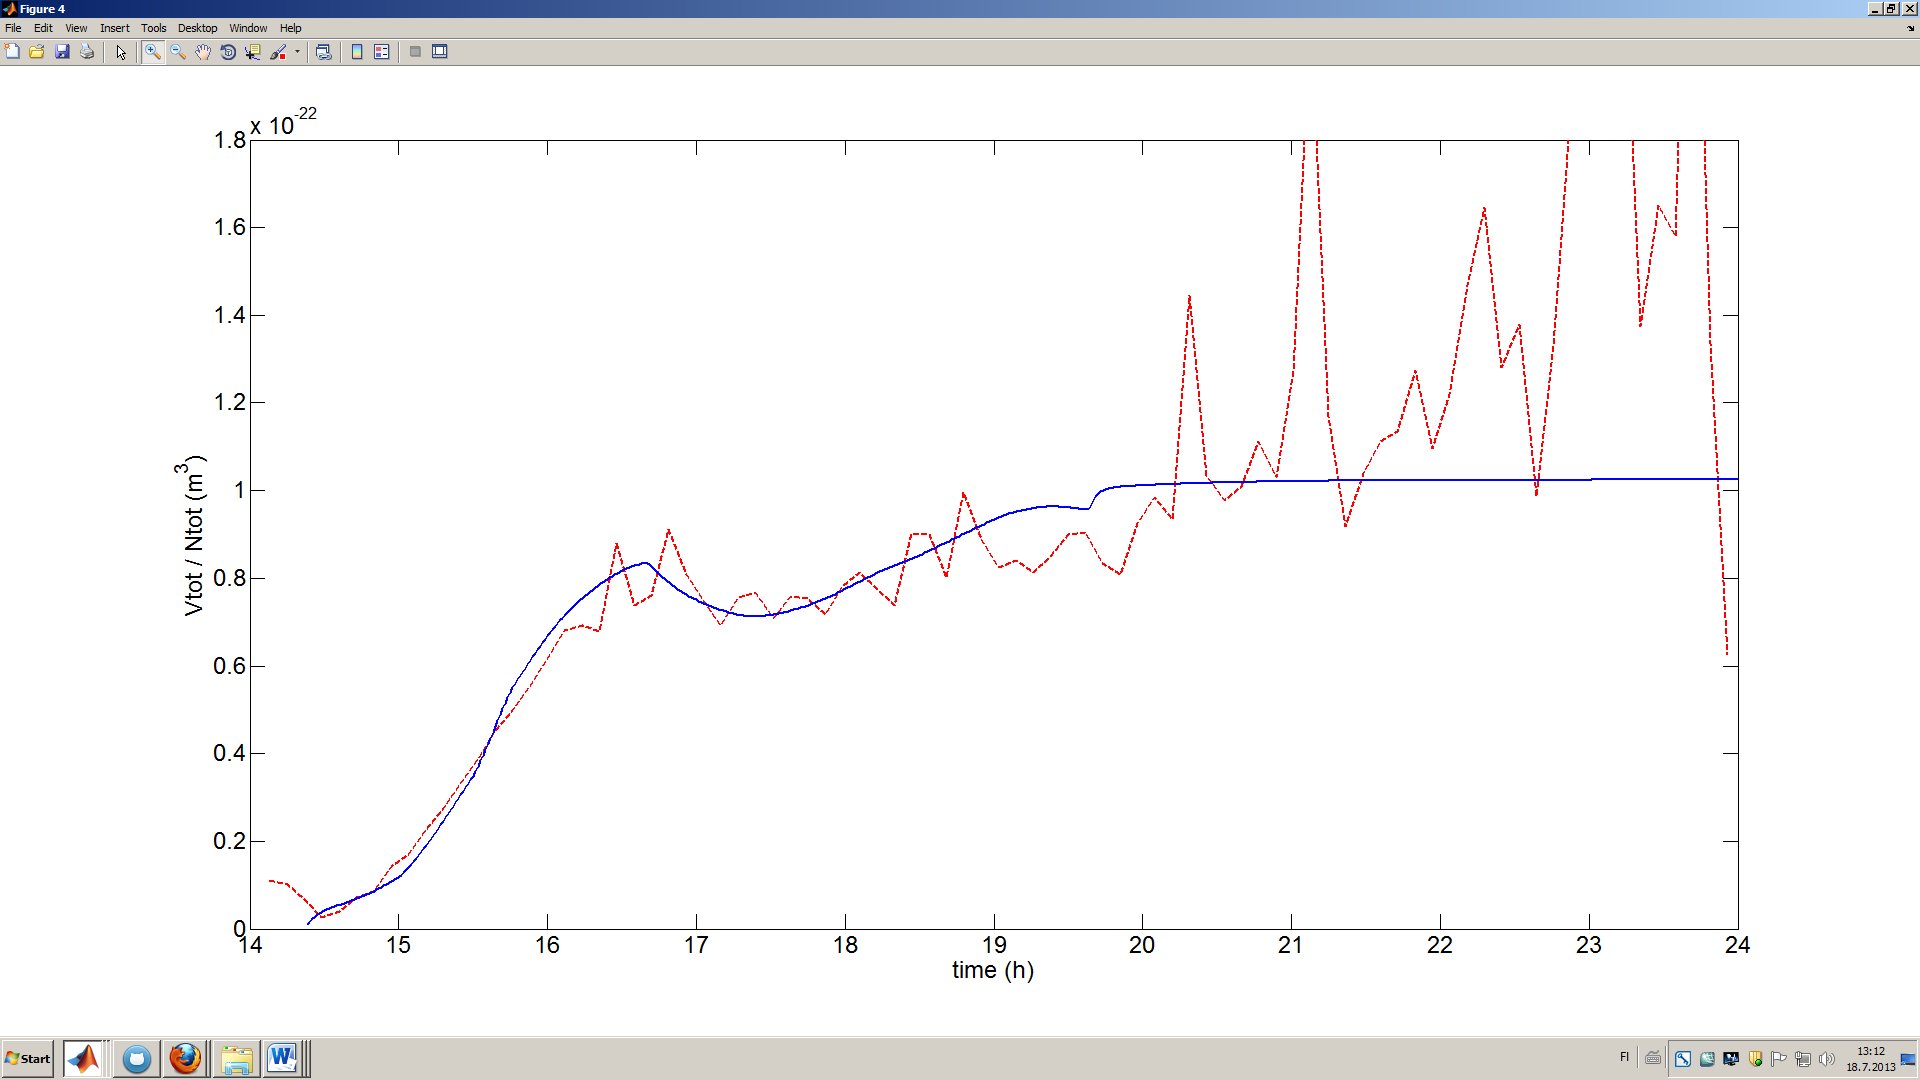 Figure 4
File Edit View Insert Tools Desktop Window Help
x 10-22
1.8
1.6
1.4
1.2
1
0.8
0.6
0.4
0.2
0
Vtot / Ntot (m3)
14 15 16 17 18 19 20 21 22 23 24
time (h)
Start
W
FI
13:12
18.7.2013